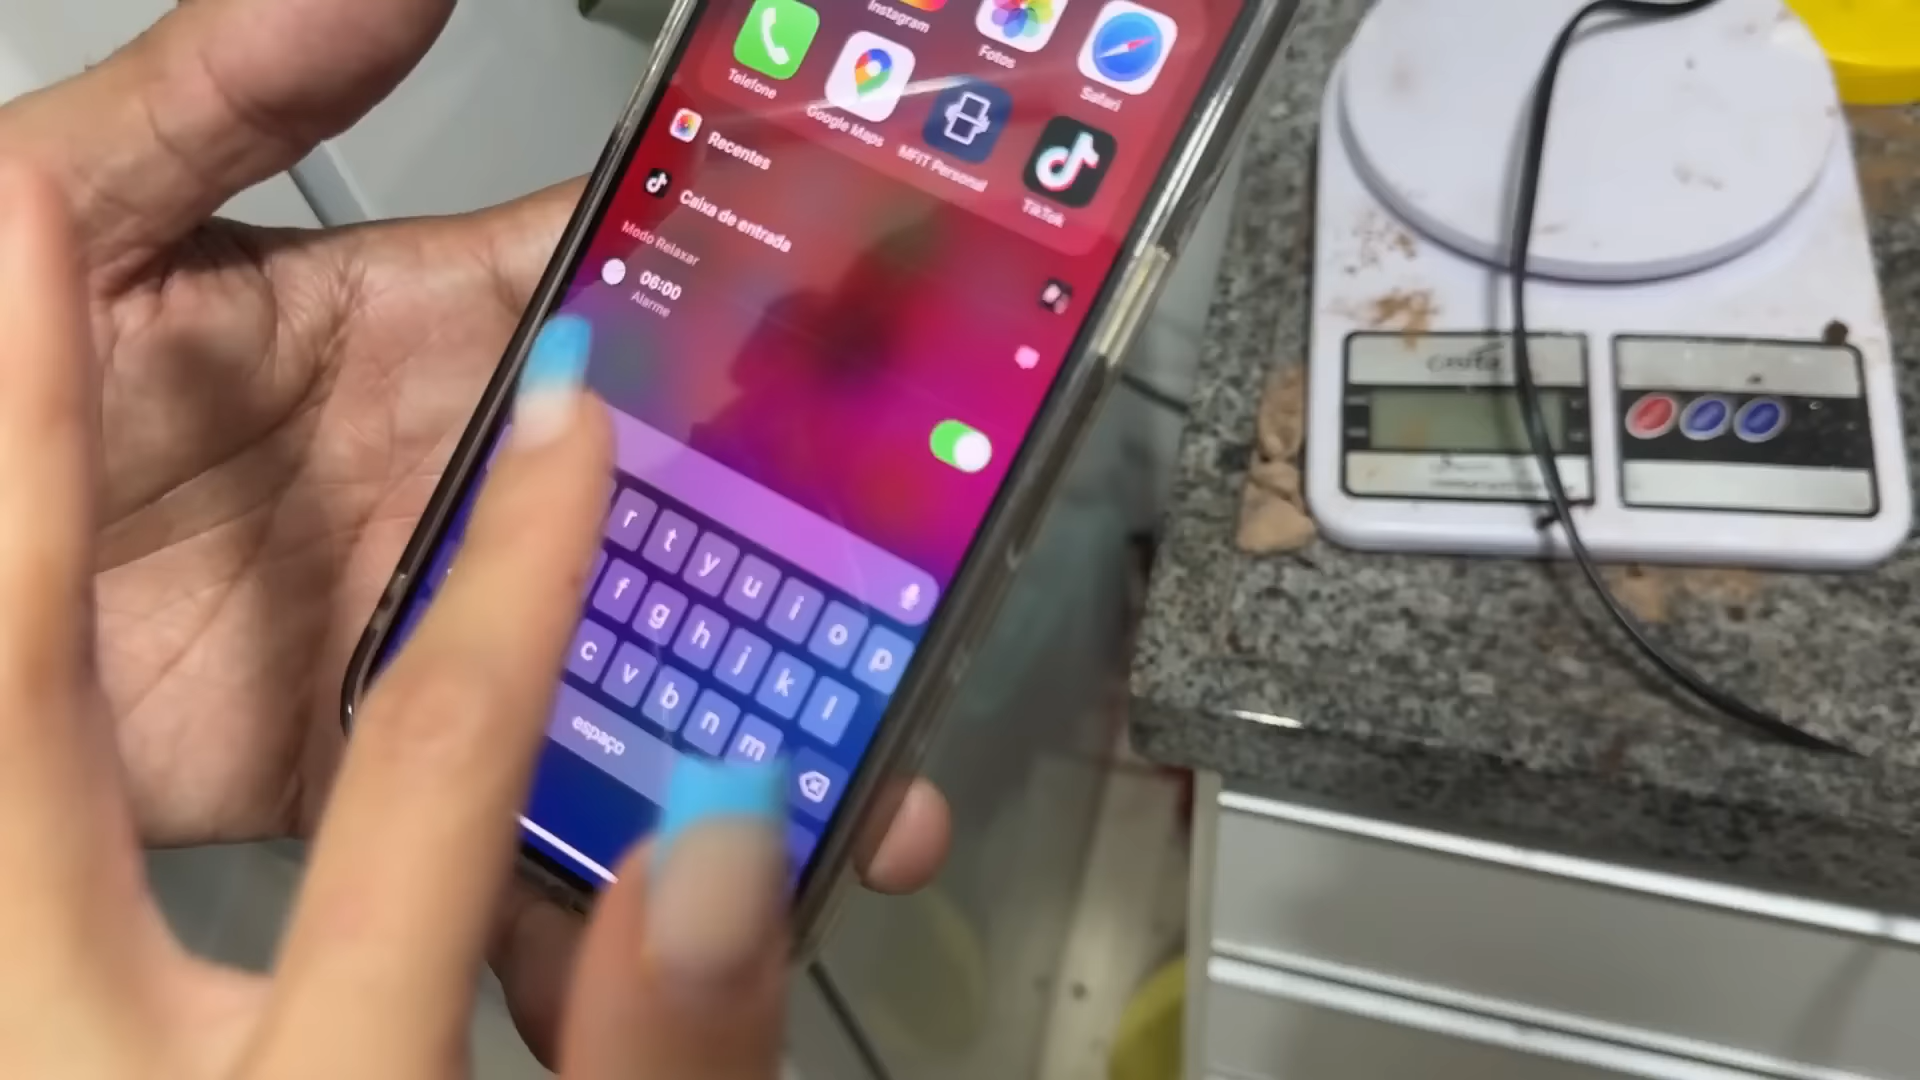 Instagram
Fotos
Safari
Telefone
Google Maps
MFIT Personal
TikTok
Recentes
Caixa de entrada
Modo Relaxar
06:00
Alarme
r t y u i o p
f g h j k l
c v b n m
espaço